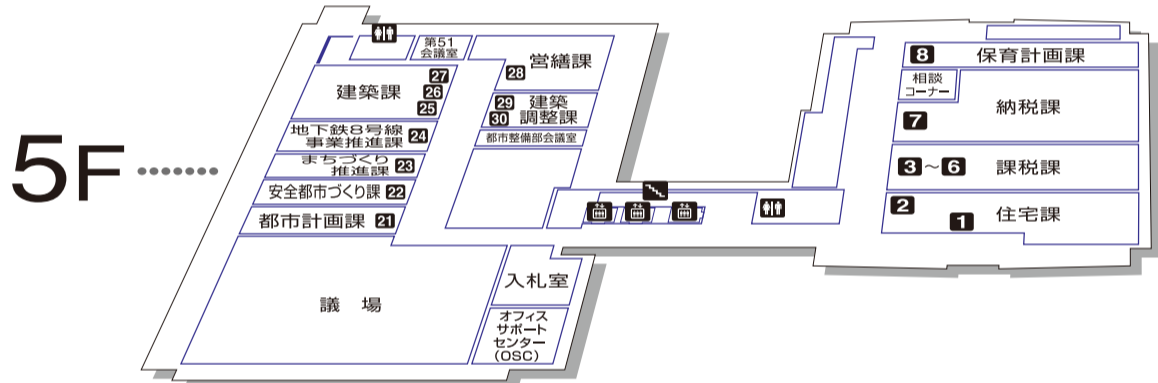 5F
第51
会議室
営繕課
28
建築課
27
26
25
29
30
建築
調整課
地下鉄8号線
事業推進課
24
都市整備部会議室
まちづくり
推進課
23
安全都市づくり課
22
都市計画課
21
議 場
入札室
オフィス
サポート
センター
(OSC)
8
保育計画課
相談
コーナー
納税課
7
3~6
課税課
2
1
住宅課